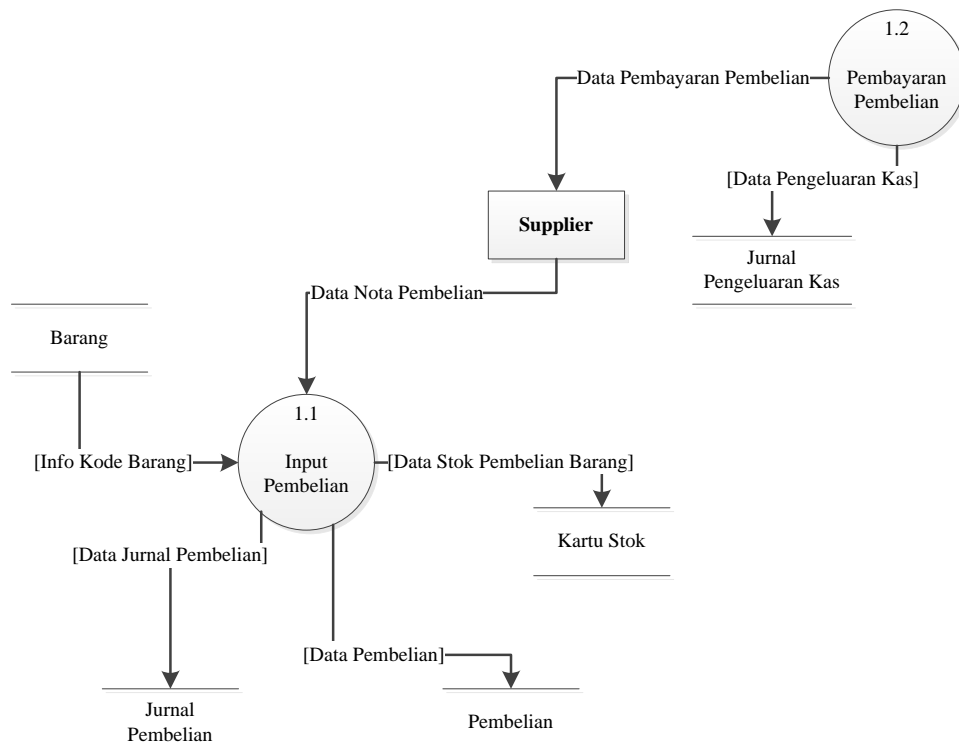 1.2
Pembayaran
Pembelian
Data Pembayaran Pembelian
[Data Pengeluaran Kas]
Supplier
Jurnal
Pengeluaran Kas
Data Nota Pembelian
Barang
1.1
Input
Pembelian
[Info Kode Barang]
[Data Stok Pembelian Barang]
Kartu Stok
[Data Jurnal Pembelian]
[Data Pembelian]
Jurnal
Pembelian
Pembelian